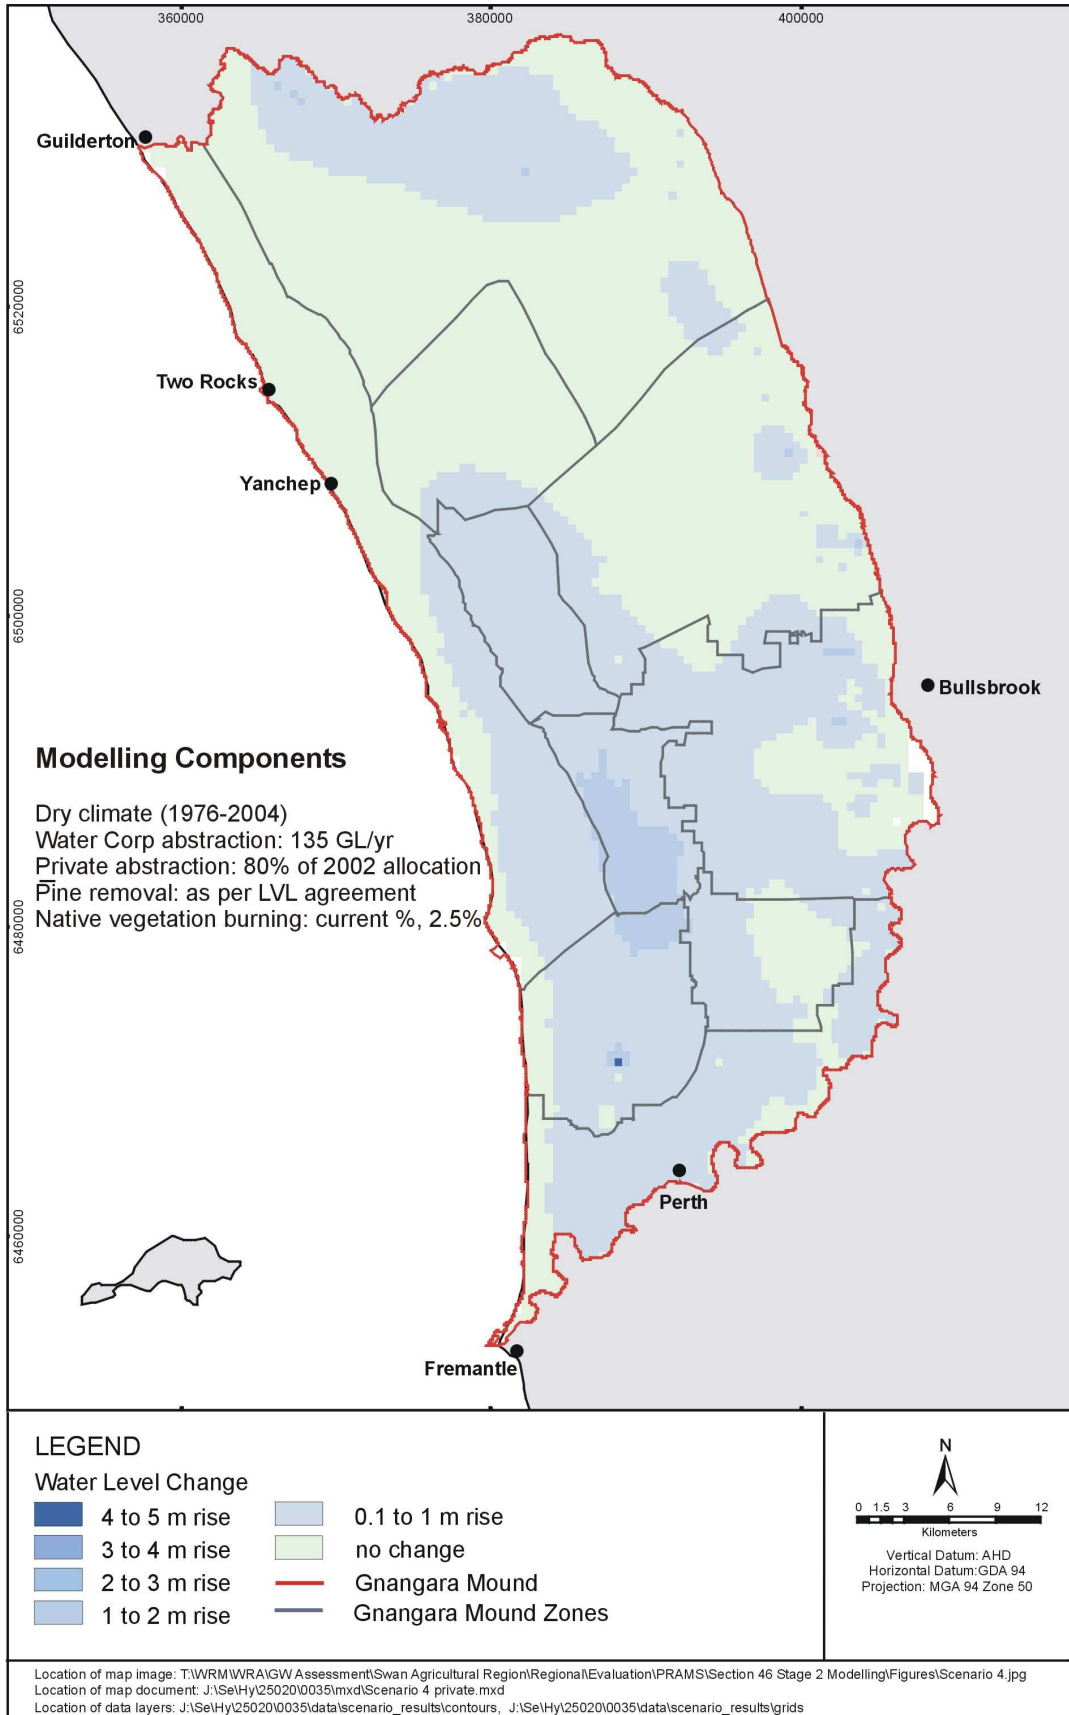 360000 380000 400000
Guilderton
6520000
Two Rocks
Yanchep
6500000
Bullsbrook
Modelling Components
Dry climate (1976-2004)
Water Corp abstraction: 135 GL/yr
Private abstraction: 80% of 2002 allocation
Pine removal: as per LVL agreement
Native vegetation burning: current %, 2.5%
6480000
Perth
6460000
Fremantle
LEGEND
Water Level Change
4 to 5 m rise
3 to 4 m rise
2 to 3 m rise
1 to 2 m rise
0.1 to 1 m rise
no change
Gnangara Mound
Gnangara Mound Zones
N
0 1.5 3 6 9 12
Kilometers
Vertical Datum: AHD
Horizontal Datum:GDA 94
Projection: MGA 94 Zone 50
Location of map image: T:\WRM\WRA\GW Assessment\Swan Agricultural Region\Regional\Evaluation\PRAMS\Section 46 Stage 2 Modelling\Figures\Scenario 4.jpg
Location of map document: J:\Se\Hy\25020\0035\mxd\Scenario 4 private.mxd
Location of data layers: J:\Se\Hy\25020\0035\data\scenario_results\contours, J:\Se\Hy\25020\0035\data\scenario_results\grids